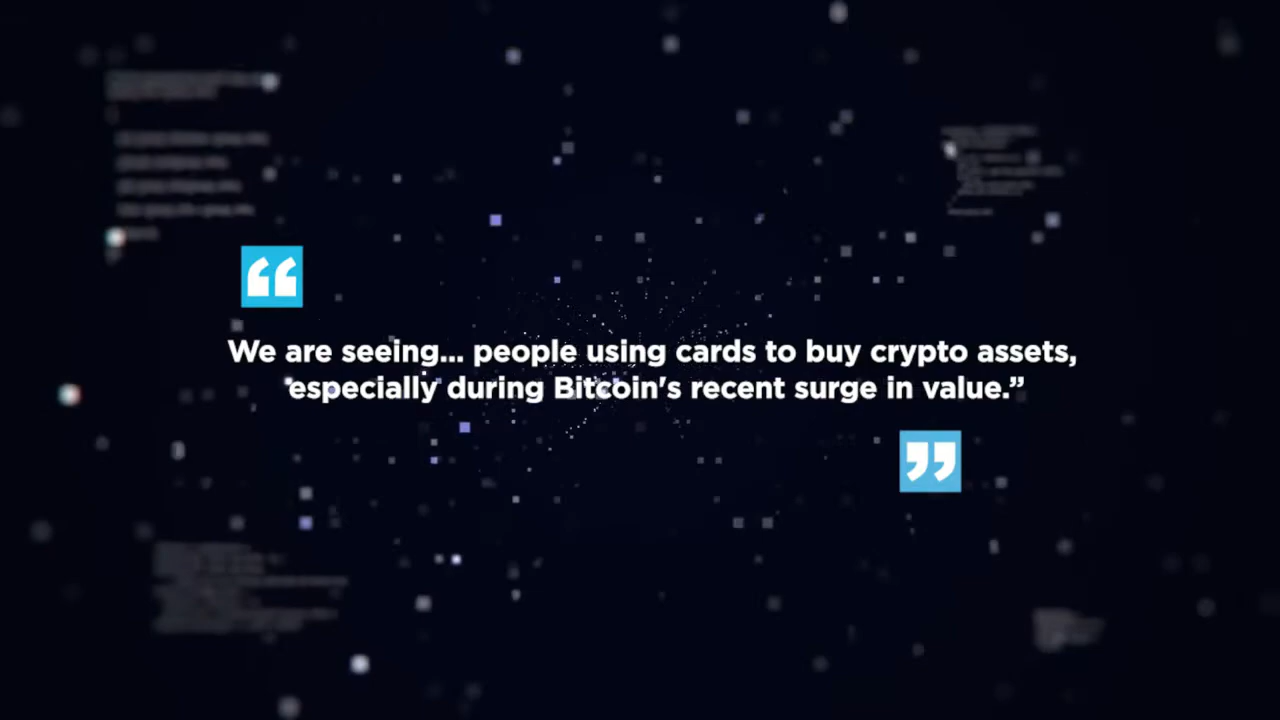 “
We are seeing... people using cards to buy crypto assets,
especially during Bitcoin's recent surge in value.”
”